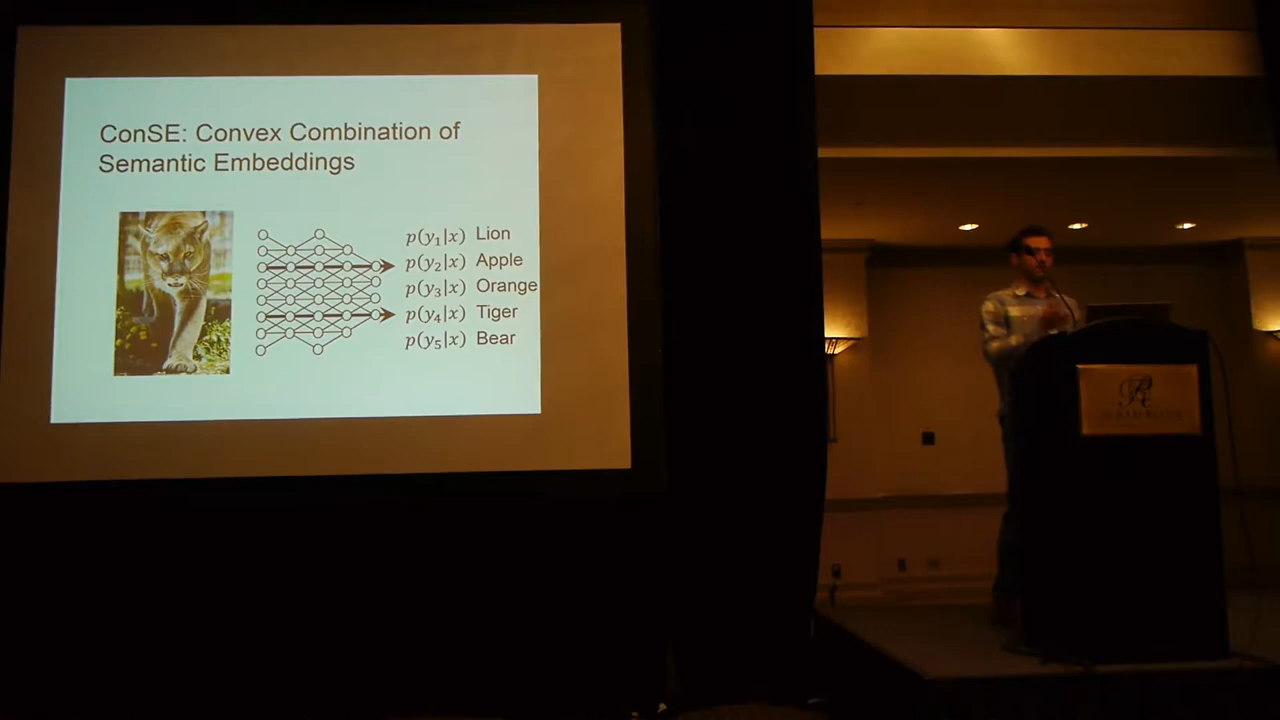 ConSE: Convex Combination of
Semantic Embeddings
p(y₁|x) Lion
p(y₂|x) Apple
p(y₃|x) Orange
p(y₄|x) Tiger
p(y₅|x) Bear